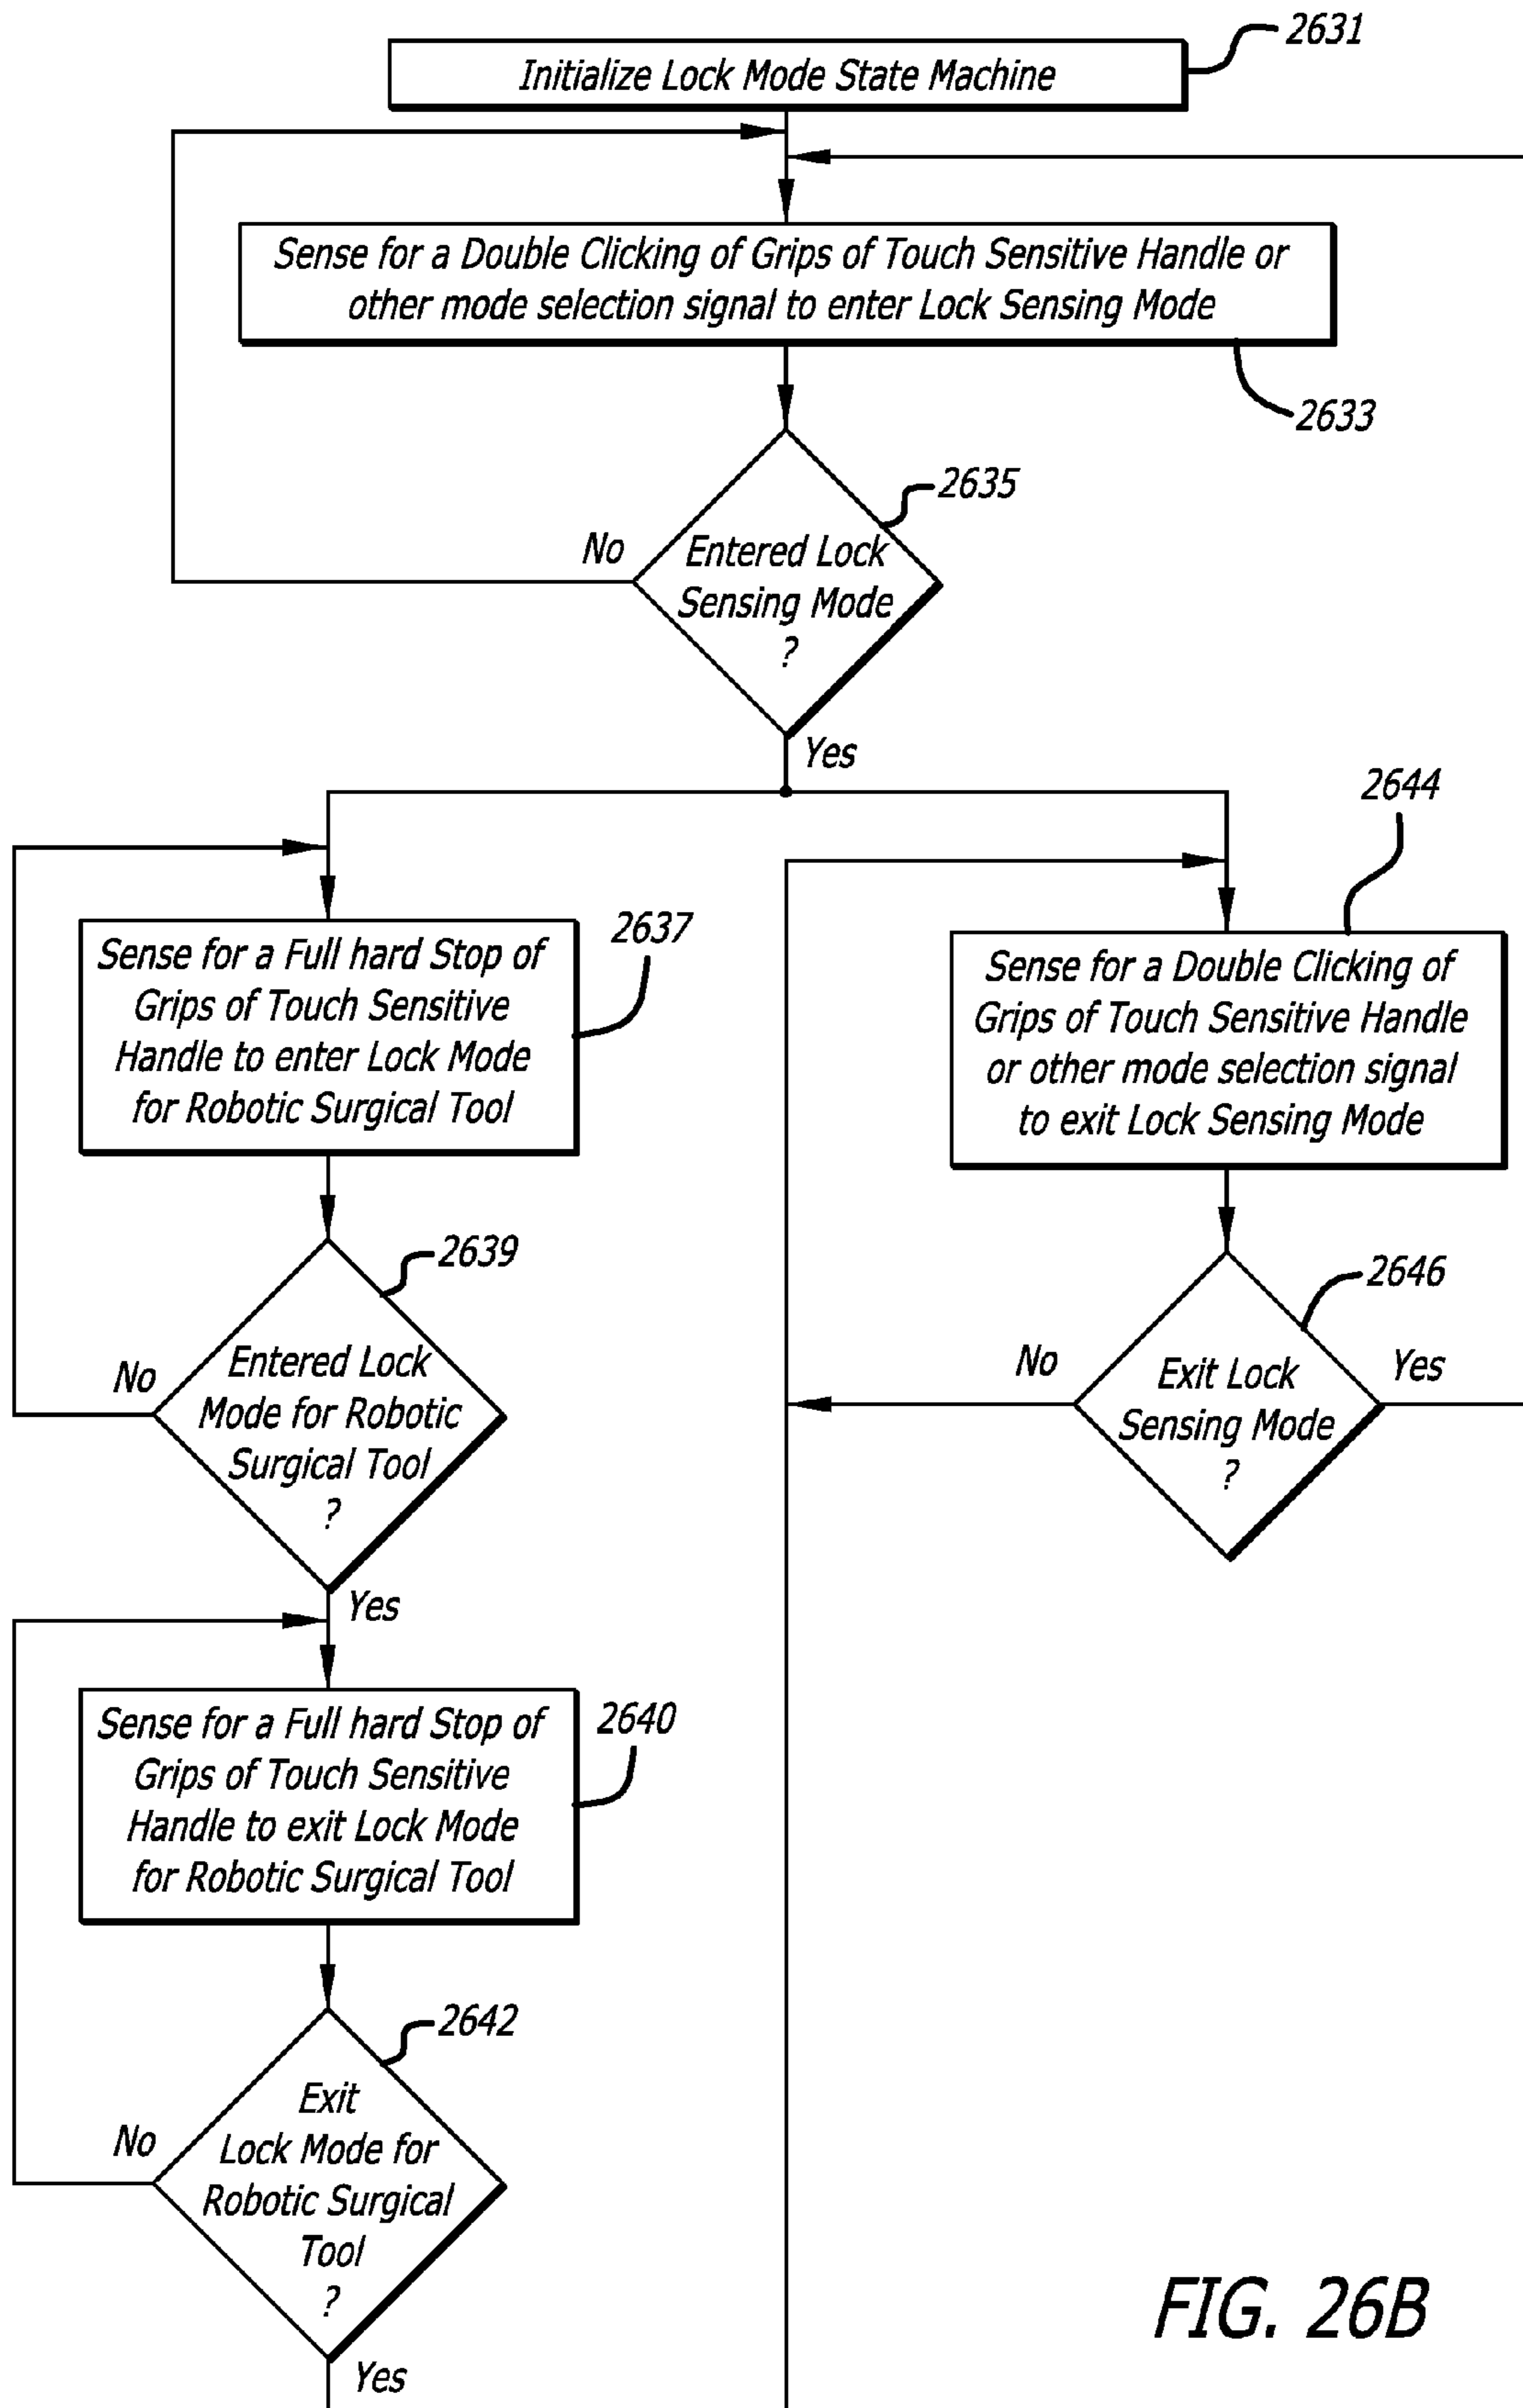 2631
Initialize Lock Mode State Machine
Sense for a Double Clicking of Grips of Touch Sensitive Handle or
other mode selection signal to enter Lock Sensing Mode
2633
2635
No
Entered Lock
Sensing Mode
?
Yes
2644
2637
Sense for a Full hard Stop of
Grips of Touch Sensitive
Handle to enter Lock Mode
for Robotic Surgical Tool
Sense for a Double Clicking of
Grips of Touch Sensitive Handle
or other mode selection signal
to exit Lock Sensing Mode
2639
No
Entered Lock
Mode for Robotic
Surgical Tool
?
Yes
2646
No
Exit Lock
Sensing Mode
?
Yes
Sense for a Full hard Stop of
Grips of Touch Sensitive
Handle to exit Lock Mode
for Robotic Surgical Tool
2640
2642
No
Exit
Lock Mode for
Robotic Surgical
Tool
?
Yes
FIG. 26B